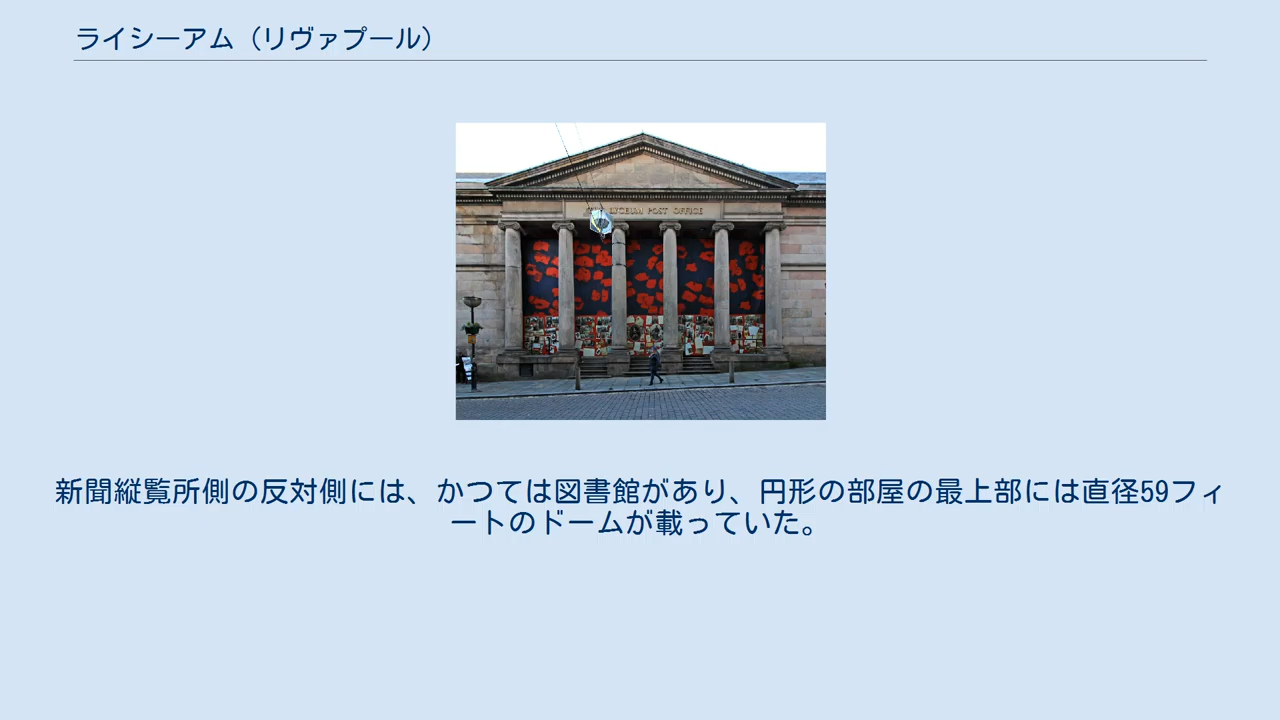 ライシーアム（リヴァプール）
LYCEUM POST OFFICE
新聞縦覧所側の反対側には、かつては図書館があり、円形の部屋の最上部には直径59フィ
ートのドームが載っていた。